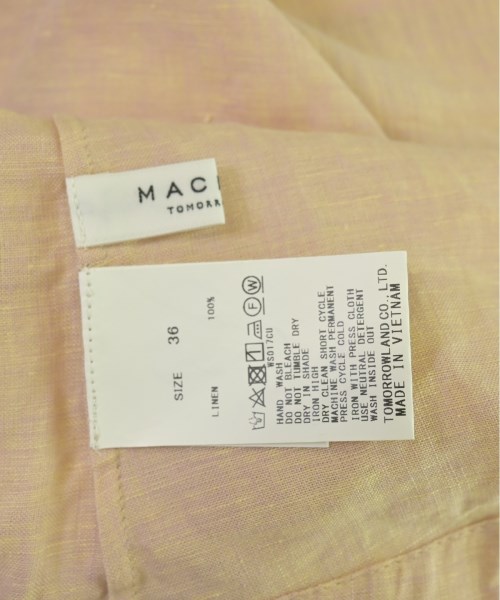 MAC
TOMORR
SIZE 36
LINEN 100%
WS017CU
HAND WASH
DO NOT BLEACH
DO NOT TUMBLE DRY
DRY IN SHADE
IRON HIGH
DRY CLEAN SHORT CYCLE
MACHINE WASH PERMANENT
PRESS CYCLE COLD
IRON WITH PRESS CLOTH
USE NEUTRAL DETERGENT
WASH INSIDE OUT
TOMORROWLAND CO., LTD.
MADE IN VIETNAM